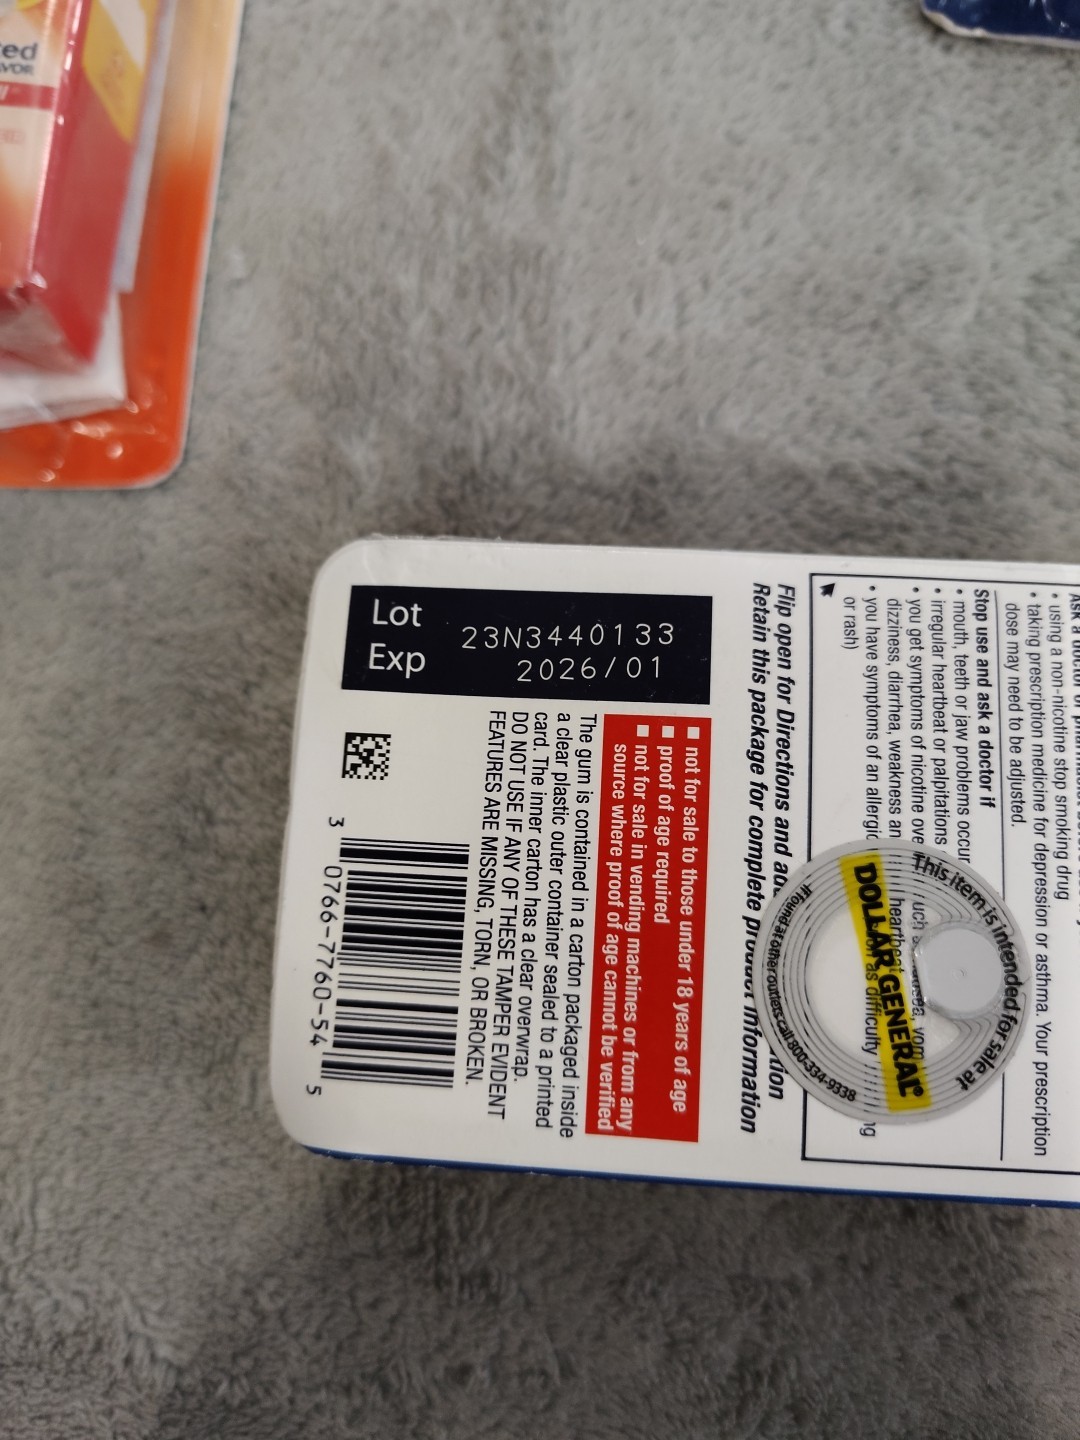 ted
Lot 23N3440133
Exp 2026/01
using a non-nicotine stop smoking drug
• taking prescription medicine for depression or asthma. Your prescription
dose may need to be adjusted.
Stop use and ask a doctor if
• mouth, teeth or jaw problems occur
• irregular heartbeat or palpitations
• you get symptoms of nicotine
dizziness, diarrhea, weakness
• you have symptoms of an allergic
difficulty
or rash)
Flip open for Directions and
Retain this package for complete product information
■ not for sale to those under 18 years of age
■ proof of age required
■ not for sale in vending machines or from any
source where proof of age cannot be verified
The gum is contained in a carton packaged inside
a clear plastic outer container sealed to a printed
card. The inner carton has a clear overwrap.
DO NOT USE IF ANY OF THESE TAMPER EVIDENT
FEATURES ARE MISSING, TORN, OR BROKEN.
3 0766-7760-54 5
This item is intended for sale at
DOLLAR GENERAL®
If found at other outlets call 800-334-9338